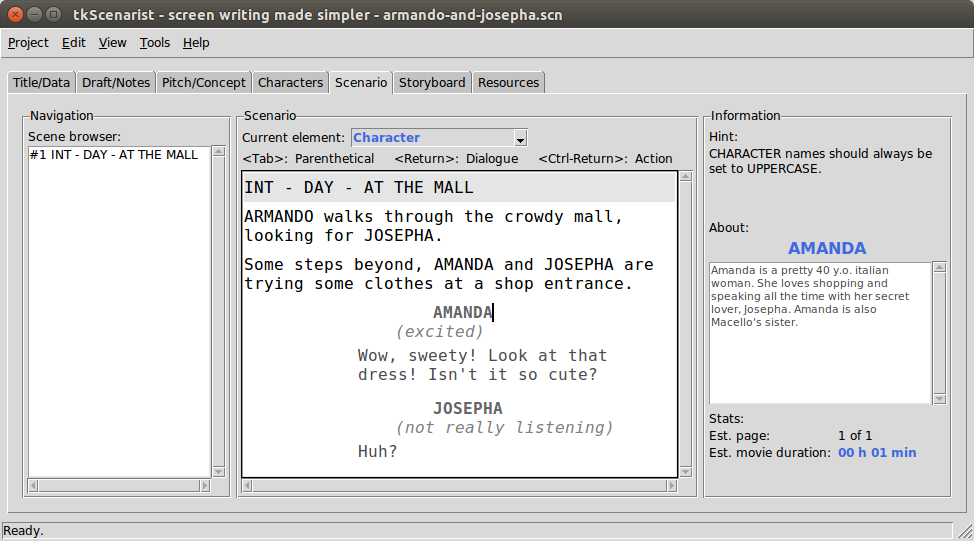 tkScenarist - screen writing made simpler - armando-and-josepha.scn
Project Edit View Tools Help
Title/Data Draft/Notes Pitch/Concept Characters Scenario Storyboard Resources
Navigation
Scene browser:
#1 INT - DAY - AT THE MALL
Scenario
Current element: Character
<Tab>: Parenthetical <Return>: Dialogue <Ctrl-Return>: Action
INT - DAY - AT THE MALL
ARMANDO walks through the crowdy mall,
looking for JOSEPHA.
Some steps beyond, AMANDA and JOSEPHA are
trying some clothes at a shop entrance.
AMANDA
(excited)
Wow, sweety! Look at that
dress! Isn't it so cute?
JOSEPHA
(not really listening)
Huh?
Information
Hint:
CHARACTER names should always be
set to UPPERCASE.
About:
AMANDA
Amanda is a pretty 40 y.o. italian
woman. She loves shopping and
speaking all the time with her secret
lover, Josepha. Amanda is also
Macello's sister.
Stats:
Est. page: 1 of 1
Est. movie duration: 00 h 01 min
Ready.